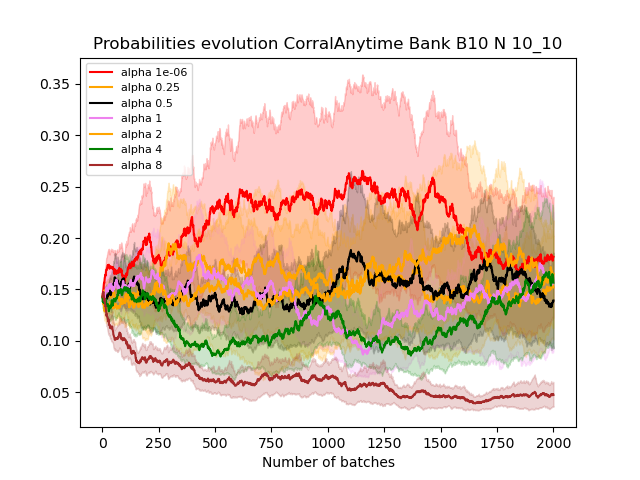 Probabilities evolution CorralAnytime Bank B10 N 10_10
alpha 1e-06
alpha 0.25
alpha 0.5
alpha 1
alpha 2
alpha 4
alpha 8
0.35
0.30
0.25
0.20
0.15
0.10
0.05
0 250 500 750 1000 1250 1500 1750 2000
Number of batches